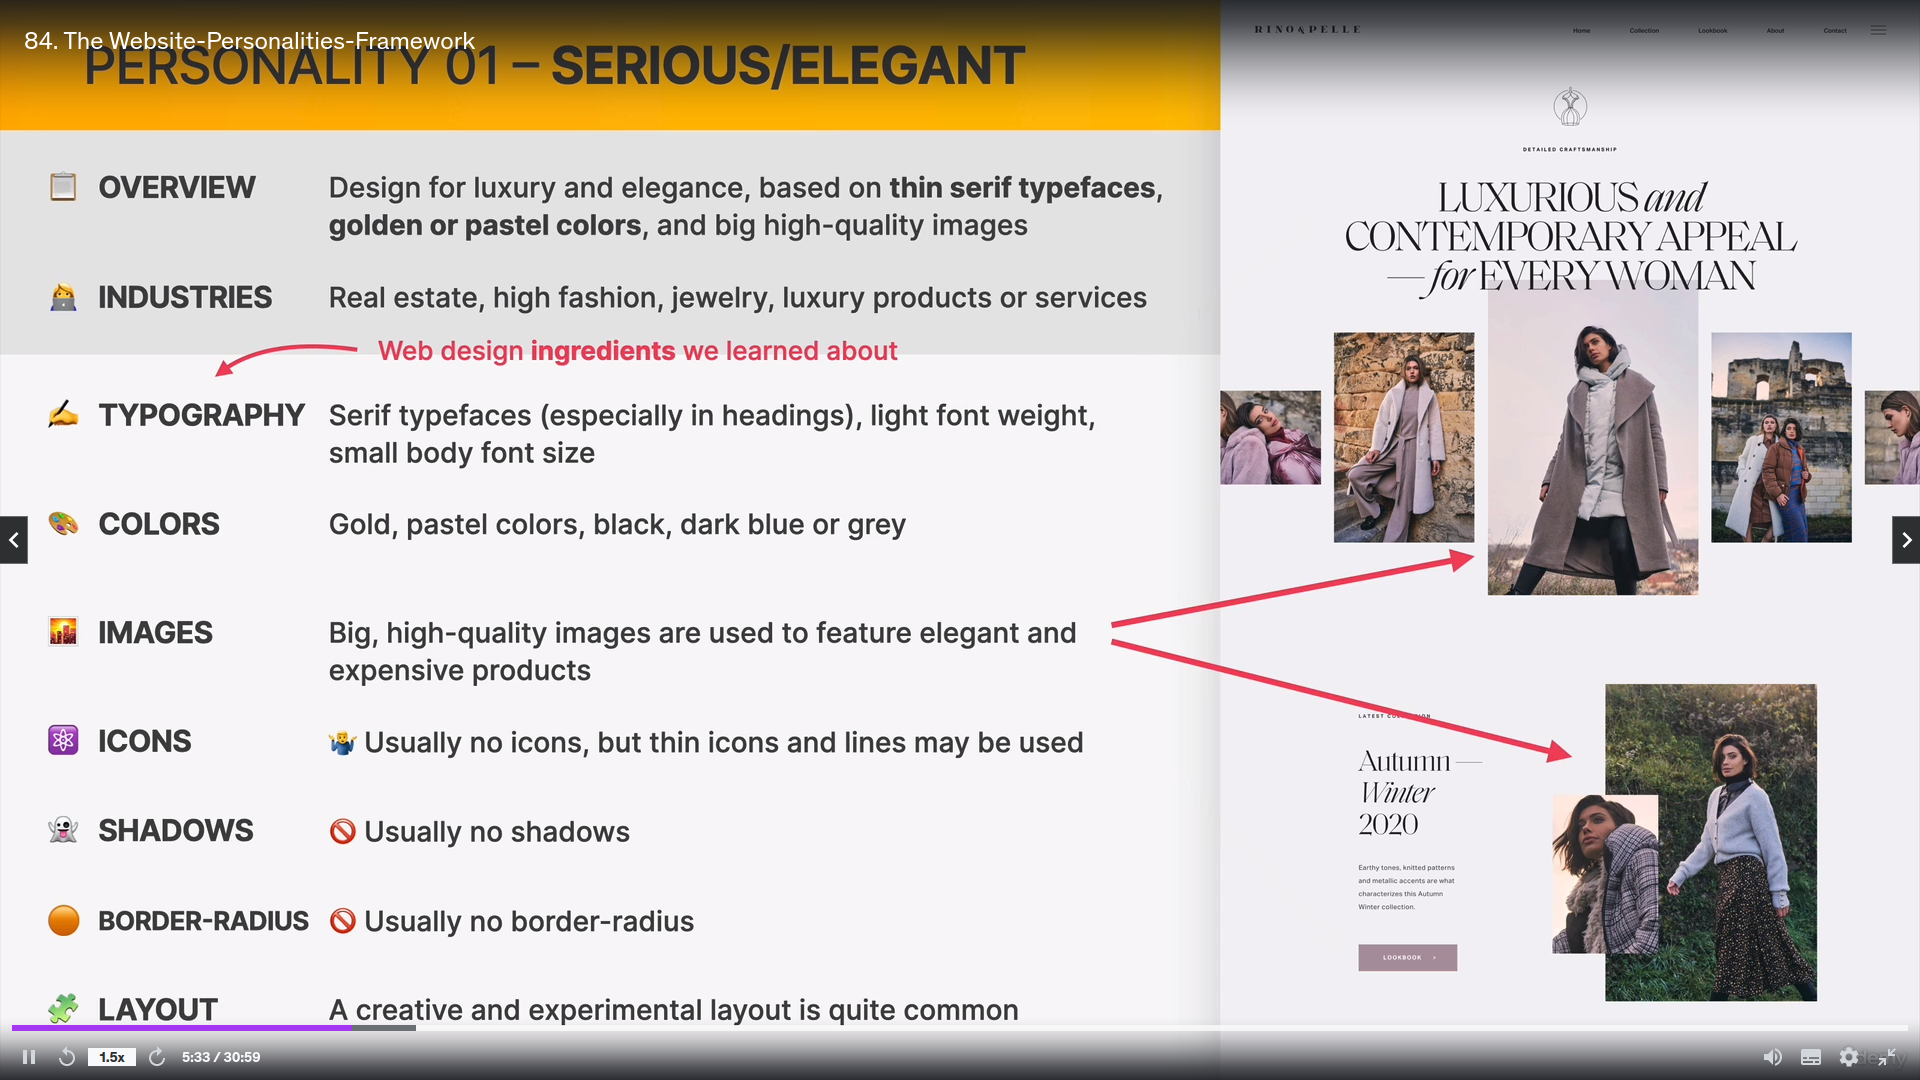 84. The Website-Personalities-Framework
PERSONALITY 01 – SERIOUS/ELEGANT
OVERVIEW
Design for luxury and elegance, based on thin serif typefaces,
golden or pastel colors, and big high-quality images
INDUSTRIES
Real estate, high fashion, jewelry, luxury products or services
Web design ingredients we learned about
TYPOGRAPHY
Serif typefaces (especially in headings), light font weight,
small body font size
COLORS
Gold, pastel colors, black, dark blue or grey
IMAGES
Big, high-quality images are used to feature elegant and
expensive products
ICONS
Usually no icons, but thin icons and lines may be used
SHADOWS
Usually no shadows
BORDER-RADIUS
Usually no border-radius
LAYOUT
A creative and experimental layout is quite common
RINO&PELLE
Home
Collection
Lookbook
About
Contact
DETAILED CRAFTSMANSHIP
LUXURIOUS and
CONTEMPORARY APPEAL
— for EVERY WOMAN
LATEST COLLECTION
Autumn —
Winter
2020
Earthy tones, knitted patterns
and metallic accents are what
characterizes this Autumn
Winter collection.
LOOKBOOK >
1.5x
5:33 / 30:59